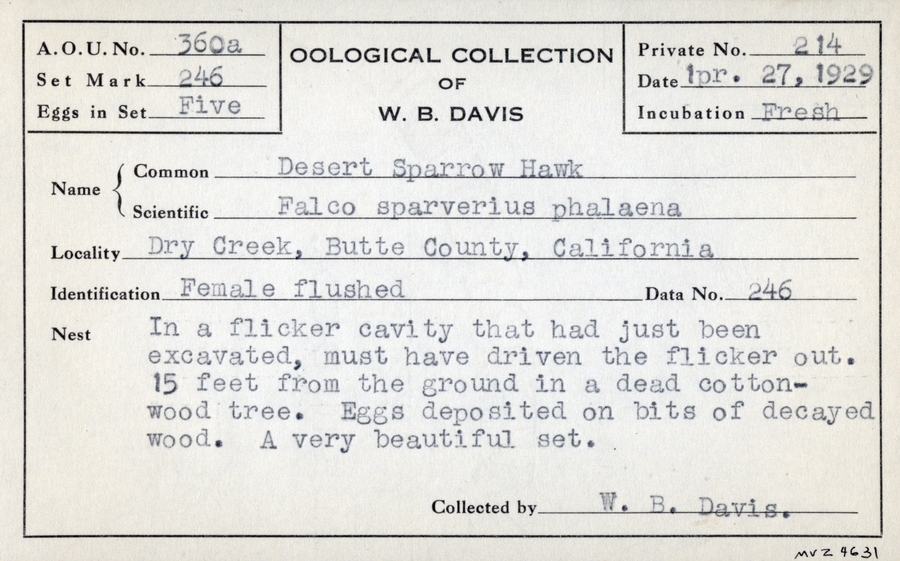 A.O.U. No. 360a
Set Mark 246
Eggs in Set Five
OOLOGICAL COLLECTION
OF
W. B. DAVIS
Private No. 214
Date 1pr. 27, 1929
Incubation Fresh
Name
Common Desert Sparrow Hawk
Scientific Falco sparverius phalaena
Locality Dry Creek, Butte County, California
Identification Female flushed Data No. 246
Nest In a flicker cavity that had just been
excavated, must have driven the flicker out.
15 feet from the ground in a dead cotton-
wood tree. Eggs deposited on bits of decayed
wood. A very beautiful set.
Collected by W. B. Davis.
MVZ 4631